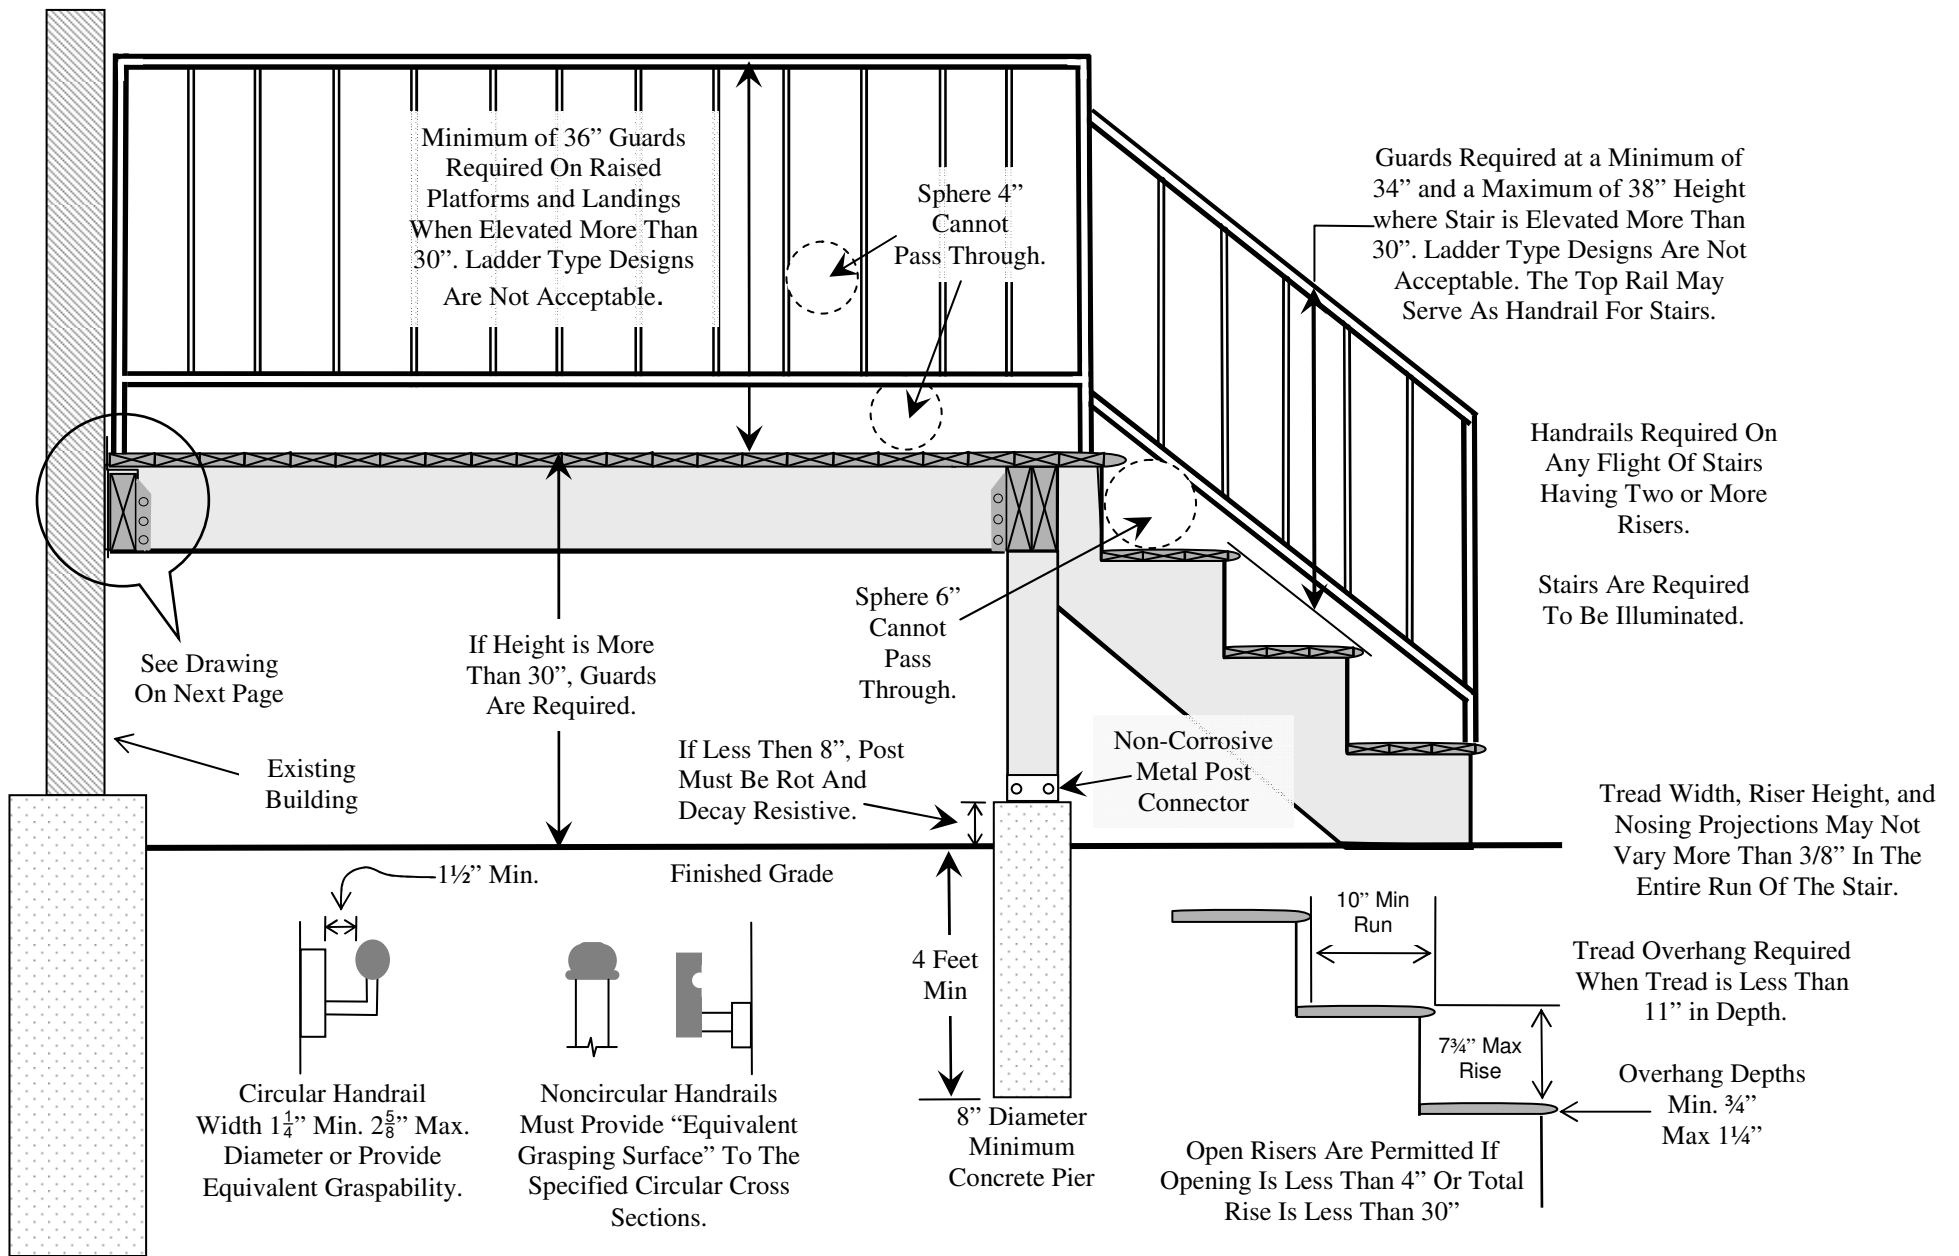 Minimum of 36” Guards
Required On Raised
Platforms and Landings
When Elevated More Than
30”. Ladder Type Designs
Are Not Acceptable.
Sphere 4”
Cannot
Pass Through.
Guards Required at a Minimum of
34” and a Maximum of 38” Height
where Stair is Elevated More Than
30”. Ladder Type Designs Are Not
Acceptable. The Top Rail May
Serve As Handrail For Stairs.
Handrails Required On
Any Flight Of Stairs
Having Two or More
Risers.
Stairs Are Required
To Be Illuminated.
See Drawing
On Next Page
If Height is More
Than 30”, Guards
Are Required.
Sphere 6”
Cannot
Pass
Through.
Existing
Building
If Less Then 8”, Post
Must Be Rot And
Decay Resistive.
Non-Corrosive
Metal Post
Connector
Tread Width, Riser Height, and
Nosing Projections May Not
Vary More Than 3/8” In The
Entire Run Of The Stair.
1½” Min.
Finished Grade
4 Feet
Min
10” Min
Run
Tread Overhang Required
When Tread is Less Than
11” in Depth.
7¾” Max
Rise
Overhang Depths
Min. ¾”
Max 1¼”
Circular Handrail
Width 1¼” Min. 2⅝” Max.
Diameter or Provide
Equivalent Graspability.
Noncircular Handrails
Must Provide “Equivalent
Grasping Surface” To The
Specified Circular Cross
Sections.
8” Diameter
Minimum
Concrete Pier
Open Risers Are Permitted If
Opening Is Less Than 4” Or Total
Rise Is Less Than 30”